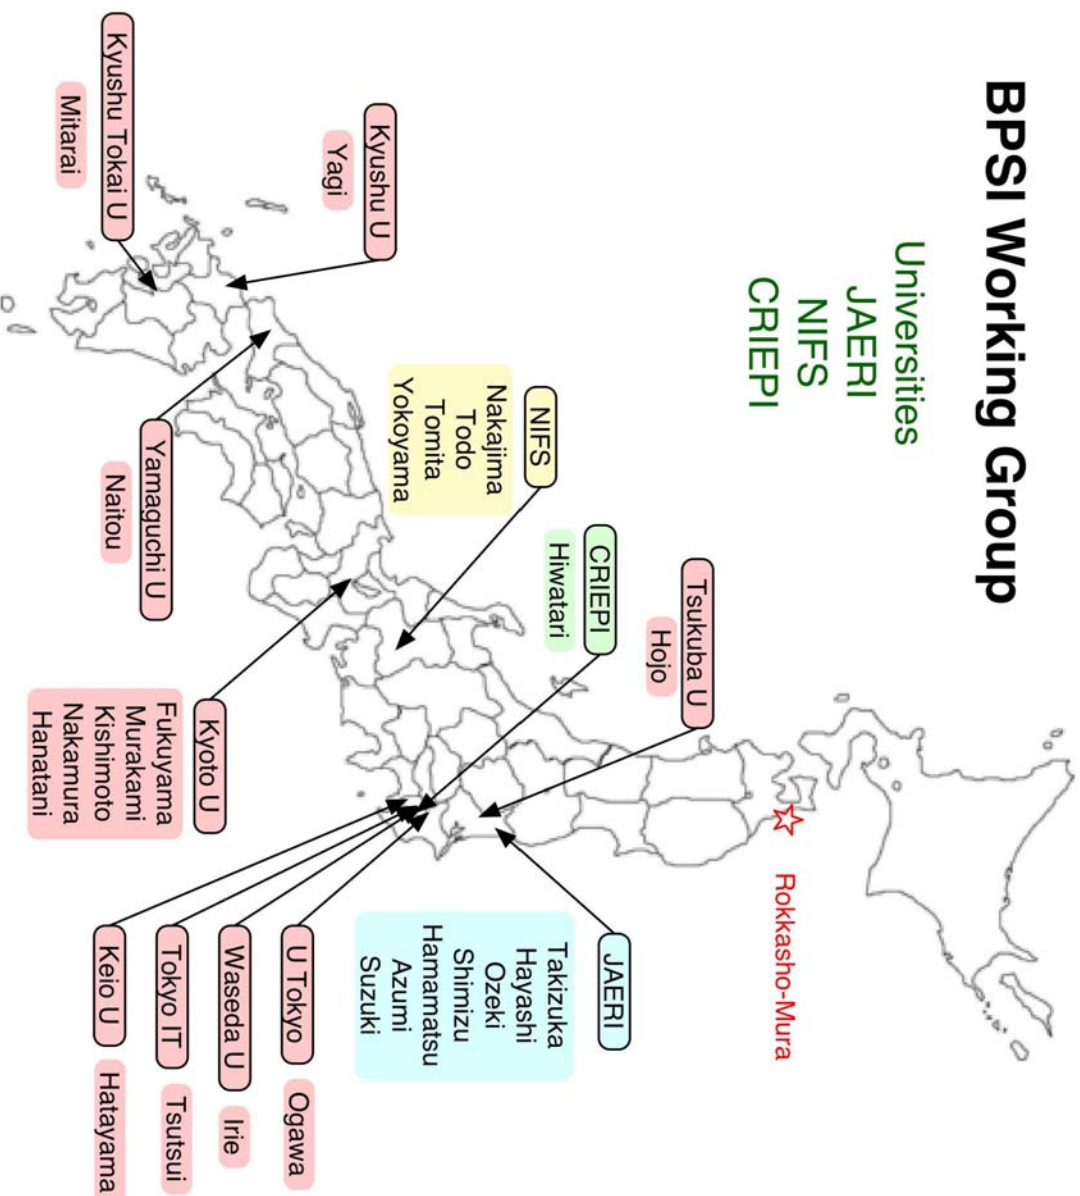 BPSI Working Group
Universities
JAERI
NIFS
CRIEPI
Rokkasho-Mura
Tsukuba U
Hojo
CRIEPI
Hiwatari
NIFS
Nakajima
Todo
Tomita
Yokoyama
Kyushu U
Yagi
Kyushu Tokai U
Mitarai
Yamaguchi U
Naitou
Kyoto U
Fukuyama
Murakami
Kishimoto
Nakamura
Hanatani
JAERI
Takizuka
Hayashi
Ozeki
Shimizu
Hamamatsu
Azumi
Suzuki
U Tokyo Ogawa
Waseda U Irie
Tokyo IT Tsutsui
Keio U Hatayama